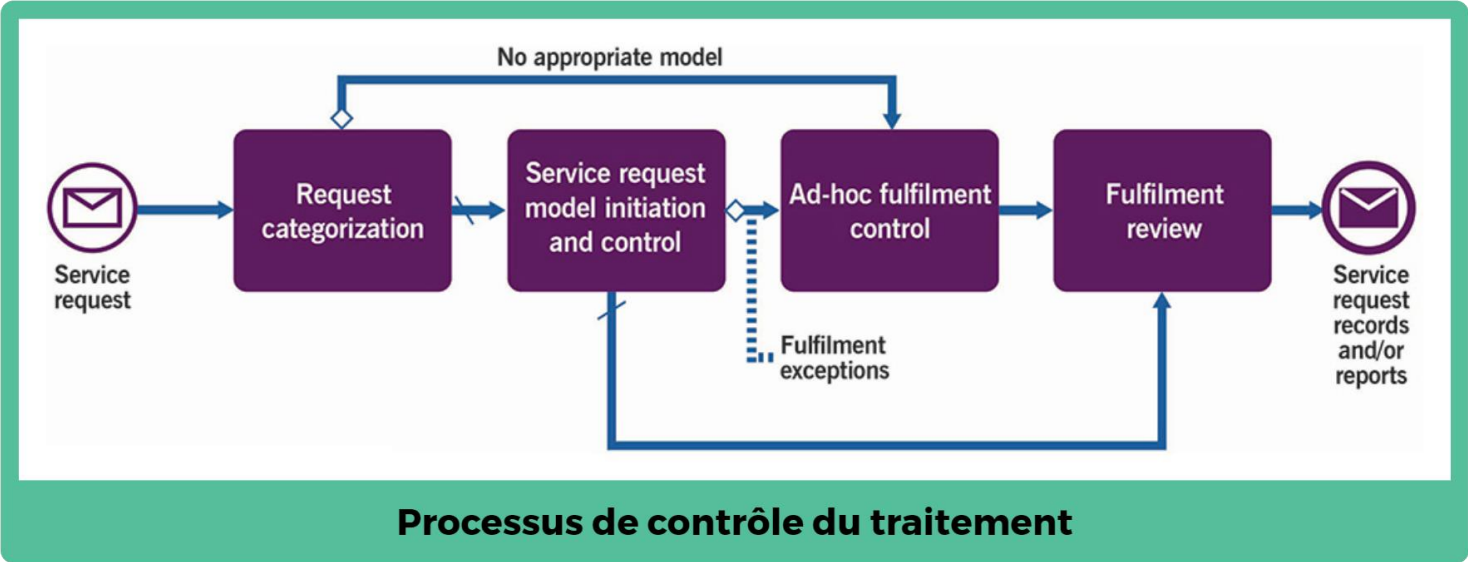 No appropriate model
Service
request
Request
categorization
Service request
model initiation
and control
Ad-hoc fulfilment
control
Fulfilment
review
Service
request
records
and/or
reports
Fulfilment
exceptions
Processus de contrôle du traitement